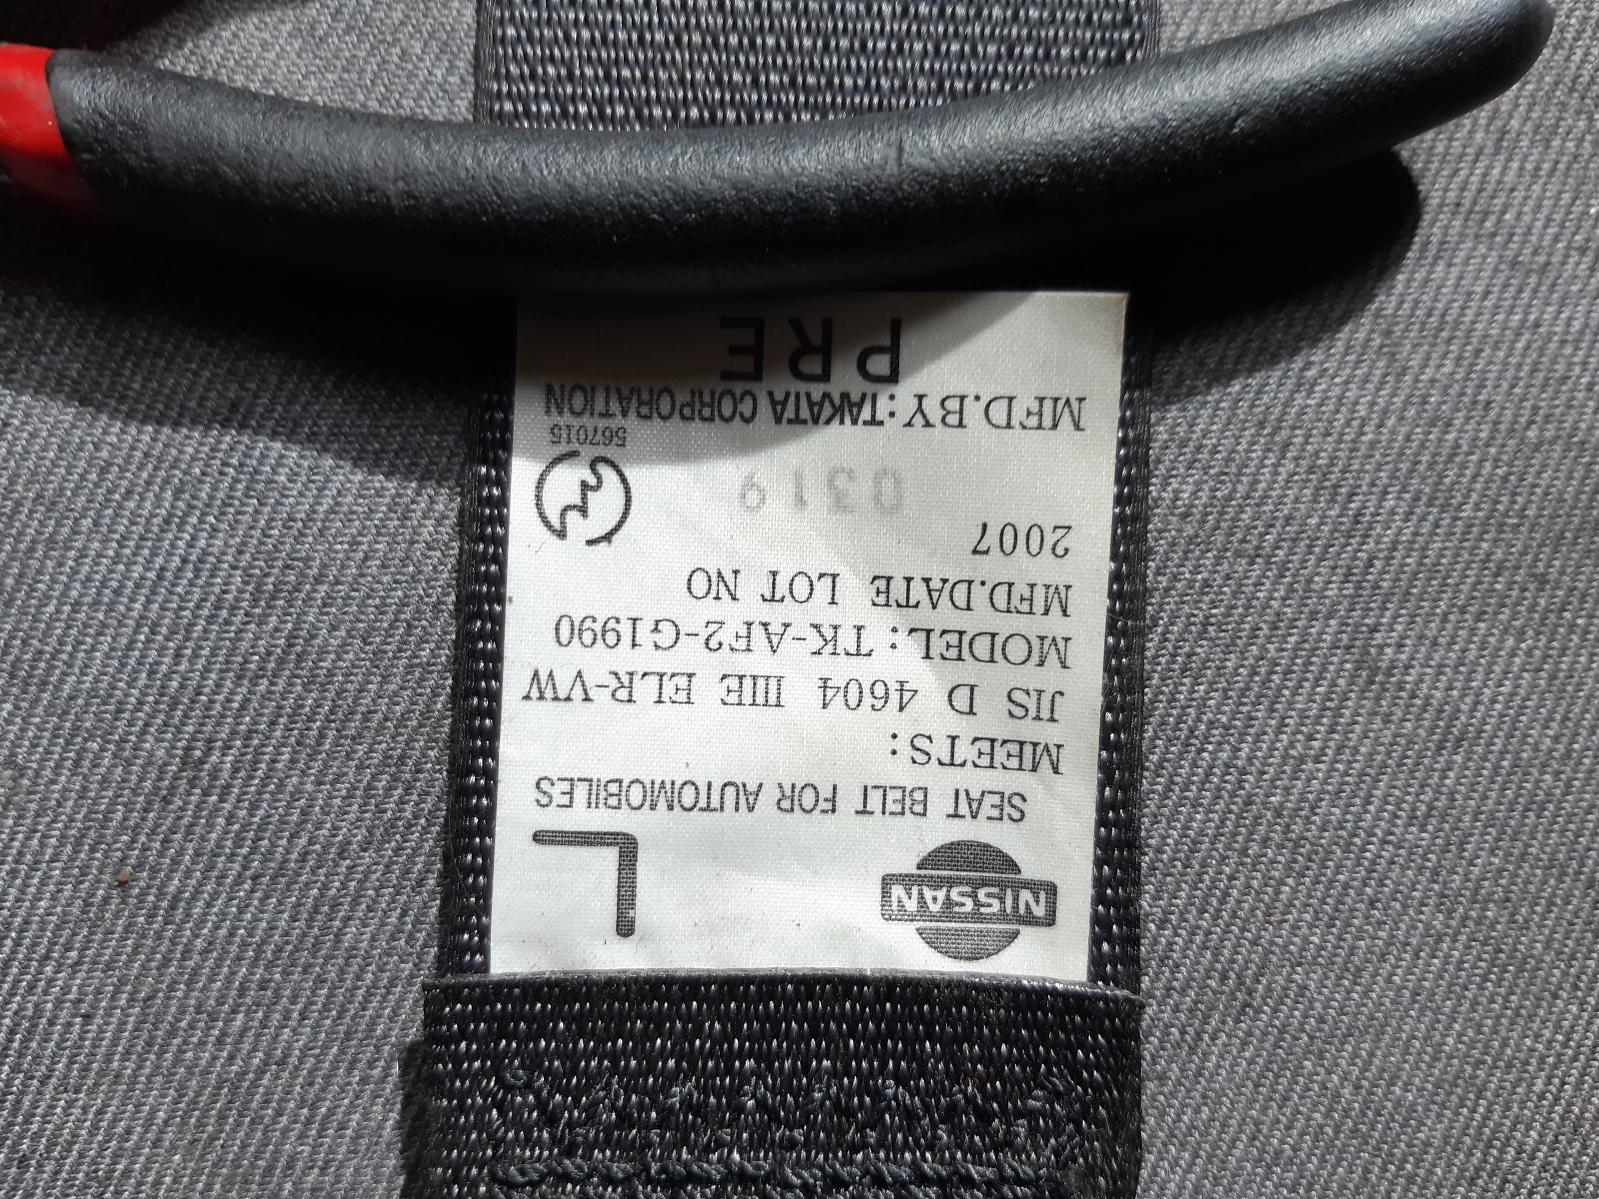 NISSAN L
SEAT BELT FOR AUTOMOBILES
MEETS:
JIS D 4604 IIIE ELR-VW
MODEL: TK-AF2-G1990
MFD.DATE LOT NO
2007
0319
567015
MFD.BY: TAKATA CORPORATION
PRE